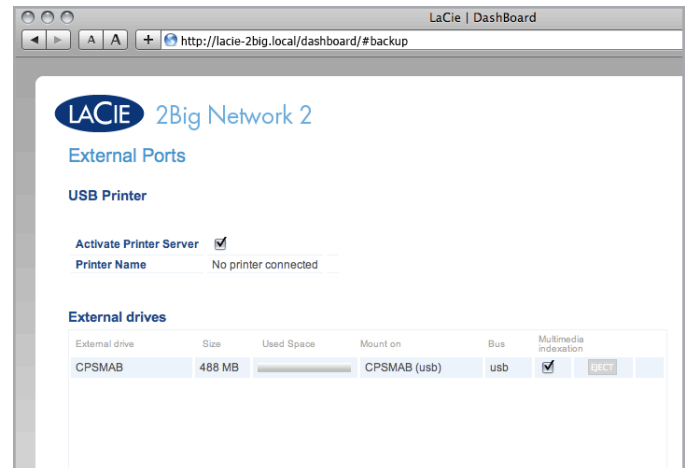 LaCie | DashBoard
A A + http://lacie-2big.local/dashboard/#backup
LACIE 2Big Network 2
External Ports
USB Printer
Activate Printer Server
Printer Name No printer connected
External drives
External drive Size Used Space Mount on Bus Multimedia
indexation
CPSMAB 488 MB CPSMAB (usb) usb EJECT